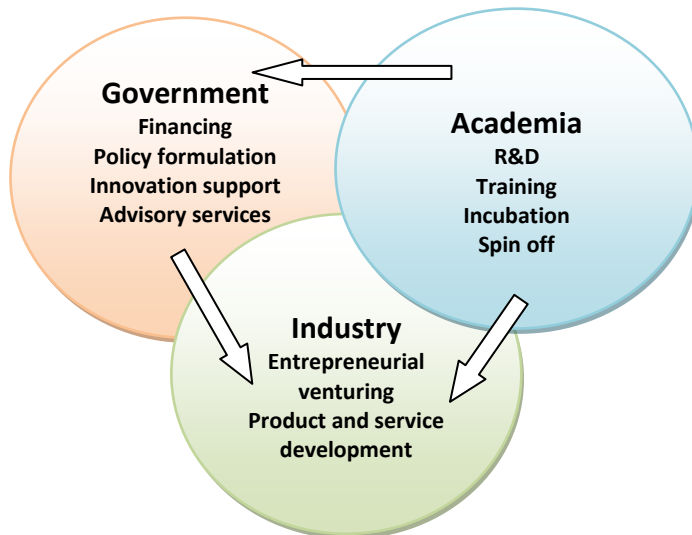 Government
Financing
Policy formulation
Innovation support
Advisory services
Academia
R&D
Training
Incubation
Spin off
Industry
Entrepreneurial
venturing
Product and service
development